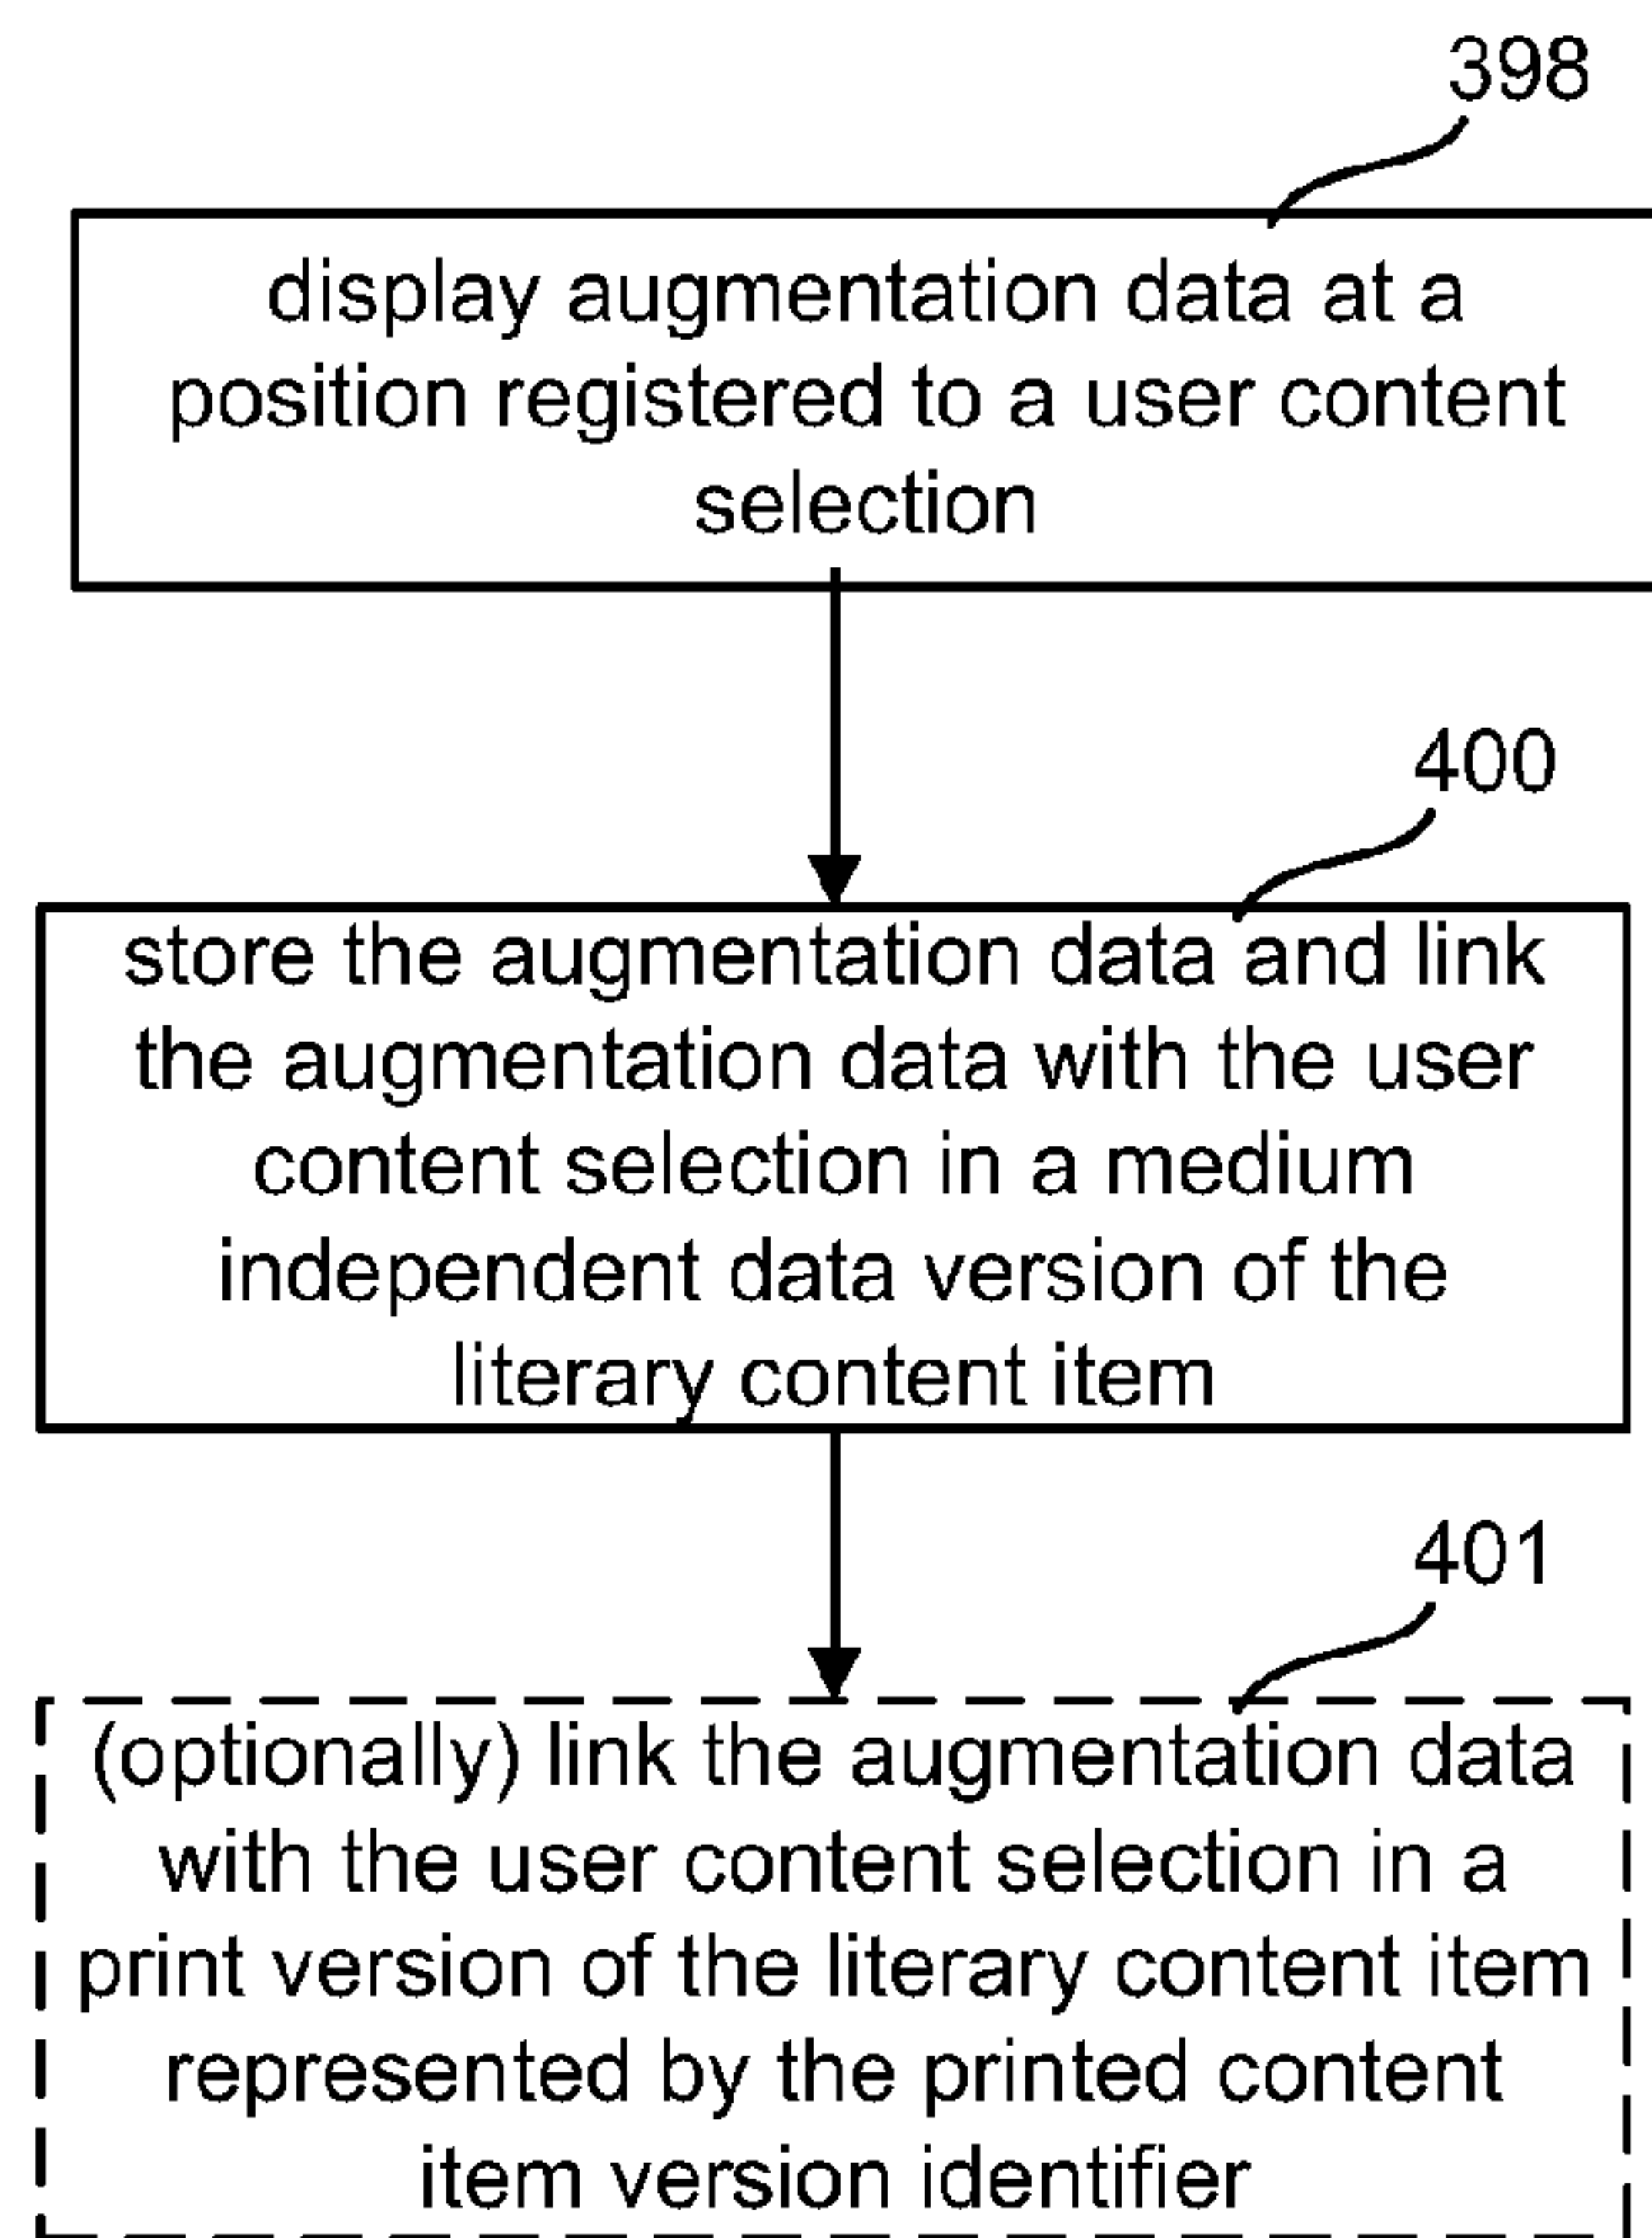 398
display augmentation data at a
position registered to a user content
selection
400
store the augmentation data and link
the augmentation data with the user
content selection in a medium
independent data version of the
literary content item
401
(optionally) link the augmentation data
with the user content selection in a
print version of the literary content item
represented by the printed content
item version identifier